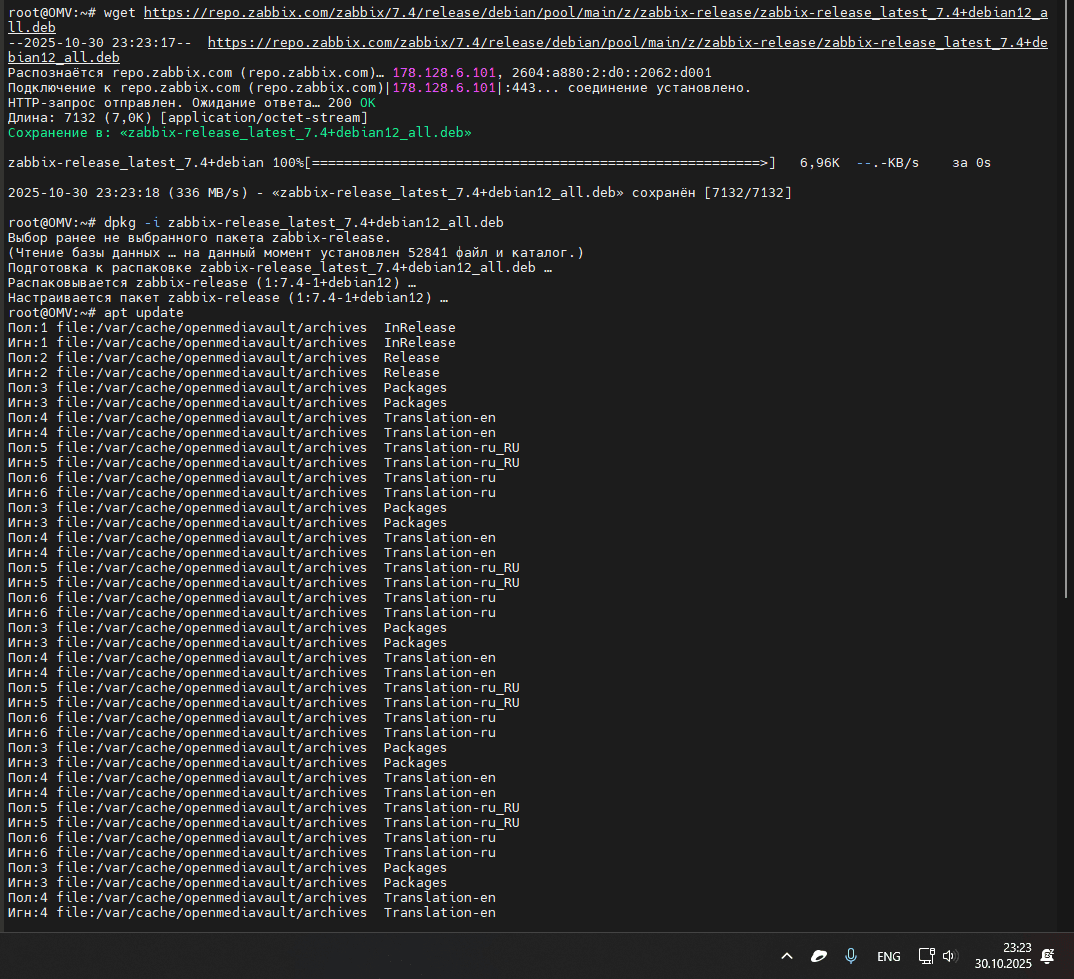 root@OMV:~# wget https://repo.zabbix.com/zabbix/7.4/release/debian/pool/main/z/zabbix-release/zabbix-release_latest_7.4+debian12_a
ll.deb
--2025-10-30 23:23:17--  https://repo.zabbix.com/zabbix/7.4/release/debian/pool/main/z/zabbix-release/zabbix-release_latest_7.4+de
bian12_all.deb
Распознаётся repo.zabbix.com (repo.zabbix.com)… 178.128.6.101, 2604:a880:2:d0::2062:d001
Подключение к repo.zabbix.com (repo.zabbix.com)|178.128.6.101|:443... соединение установлено.
HTTP-запрос отправлен. Ожидание ответа… 200 OK
Длина: 7132 (7,0K) [application/octet-stream]
Сохранение в: «zabbix-release_latest_7.4+debian12_all.deb»
zabbix-release_latest_7.4+debian 100%[========================================================>]   6,96K  --.-KB/s    за 0s
2025-10-30 23:23:18 (336 MB/s) - «zabbix-release_latest_7.4+debian12_all.deb» сохранён [7132/7132]
root@OMV:~# dpkg -i zabbix-release_latest_7.4+debian12_all.deb
Выбор ранее не выбранного пакета zabbix-release.
(Чтение базы данных … на данный момент установлен 52841 файл и каталог.)
Подготовка к распаковке zabbix-release_latest_7.4+debian12_all.deb …
Распаковывается zabbix-release (1:7.4-1+debian12) …
Настраивается пакет zabbix-release (1:7.4-1+debian12) …
root@OMV:~# apt update
Пол:1 file:/var/cache/openmediavault/archives  InRelease
Игн:1 file:/var/cache/openmediavault/archives  InRelease
Пол:2 file:/var/cache/openmediavault/archives  Release
Игн:2 file:/var/cache/openmediavault/archives  Release
Пол:3 file:/var/cache/openmediavault/archives  Packages
Игн:3 file:/var/cache/openmediavault/archives  Packages
Пол:4 file:/var/cache/openmediavault/archives  Translation-en
Игн:4 file:/var/cache/openmediavault/archives  Translation-en
Пол:5 file:/var/cache/openmediavault/archives  Translation-ru_RU
Игн:5 file:/var/cache/openmediavault/archives  Translation-ru_RU
Пол:6 file:/var/cache/openmediavault/archives  Translation-ru
Игн:6 file:/var/cache/openmediavault/archives  Translation-ru
Пол:3 file:/var/cache/openmediavault/archives  Packages
Игн:3 file:/var/cache/openmediavault/archives  Packages
Пол:4 file:/var/cache/openmediavault/archives  Translation-en
Игн:4 file:/var/cache/openmediavault/archives  Translation-en
Пол:5 file:/var/cache/openmediavault/archives  Translation-ru_RU
Игн:5 file:/var/cache/openmediavault/archives  Translation-ru_RU
Пол:6 file:/var/cache/openmediavault/archives  Translation-ru
Игн:6 file:/var/cache/openmediavault/archives  Translation-ru
Пол:3 file:/var/cache/openmediavault/archives  Packages
Игн:3 file:/var/cache/openmediavault/archives  Packages
Пол:4 file:/var/cache/openmediavault/archives  Translation-en
Игн:4 file:/var/cache/openmediavault/archives  Translation-en
Пол:5 file:/var/cache/openmediavault/archives  Translation-ru_RU
Игн:5 file:/var/cache/openmediavault/archives  Translation-ru_RU
Пол:6 file:/var/cache/openmediavault/archives  Translation-ru
Игн:6 file:/var/cache/openmediavault/archives  Translation-ru
Пол:3 file:/var/cache/openmediavault/archives  Packages
Игн:3 file:/var/cache/openmediavault/archives  Packages
Пол:4 file:/var/cache/openmediavault/archives  Translation-en
Игн:4 file:/var/cache/openmediavault/archives  Translation-en
Пол:5 file:/var/cache/openmediavault/archives  Translation-ru_RU
Игн:5 file:/var/cache/openmediavault/archives  Translation-ru_RU
Пол:6 file:/var/cache/openmediavault/archives  Translation-ru
Игн:6 file:/var/cache/openmediavault/archives  Translation-ru
Пол:3 file:/var/cache/openmediavault/archives  Packages
Игн:3 file:/var/cache/openmediavault/archives  Packages
Пол:4 file:/var/cache/openmediavault/archives  Translation-en
Игн:4 file:/var/cache/openmediavault/archives  Translation-en
ENG
23:23
30.10.2025